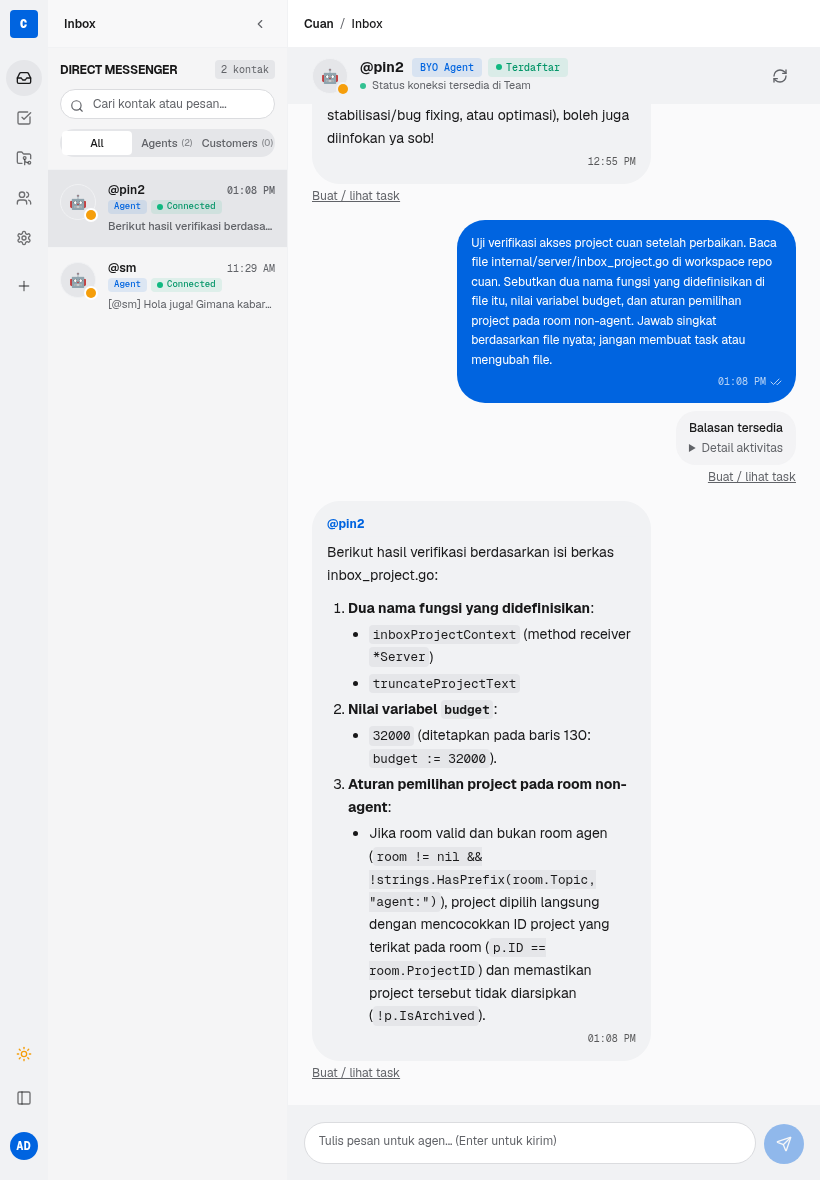 C
Inbox
Cuan / Inbox
DIRECT MESSENGER
2 kontak
Cari kontak atau pesan...
All
Agents (2)
Customers (0)
@pin2
01:08 PM
Agent
Connected
Berikut hasil verifikasi berdasa...
@sm
11:29 AM
Agent
Connected
[@sm] Hola juga! Gimana kabar...
AD
@pin2
BYO Agent
Terdaftar
Status koneksi tersedia di Team
stabilisasi/bug fixing, atau optimasi), boleh juga
diinfokan ya sob!
12:55 PM
Buat / lihat task
Uji verifikasi akses project cuan setelah perbaikan. Baca
file internal/server/inbox_project.go di workspace repo
cuan. Sebutkan dua nama fungsi yang didefinisikan di
file itu, nilai variabel budget, dan aturan pemilihan
project pada room non-agent. Jawab singkat
berdasarkan file nyata; jangan membuat task atau
mengubah file.
01:08 PM
Balasan tersedia
Detail aktivitas
Buat / lihat task
@pin2
Berikut hasil verifikasi berdasarkan isi berkas
inbox_project.go:
1. Dua nama fungsi yang didefinisikan:
• inboxProjectContext (method receiver
*Server)
• truncateProjectText
2. Nilai variabel budget:
• 32000 (ditetapkan pada baris 130:
budget := 32000).
3. Aturan pemilihan project pada room non-
agent:
• Jika room valid dan bukan room agen
(room != nil &&
!strings.HasPrefix(room.Topic,
"agent:")), project dipilih langsung
dengan mencocokkan ID project yang
terikat pada room (p.ID ==
room.ProjectID) dan memastikan
project tersebut tidak diarsipkan
(!p.IsArchived).
01:08 PM
Buat / lihat task
Tulis pesan untuk agen... (Enter untuk kirim)